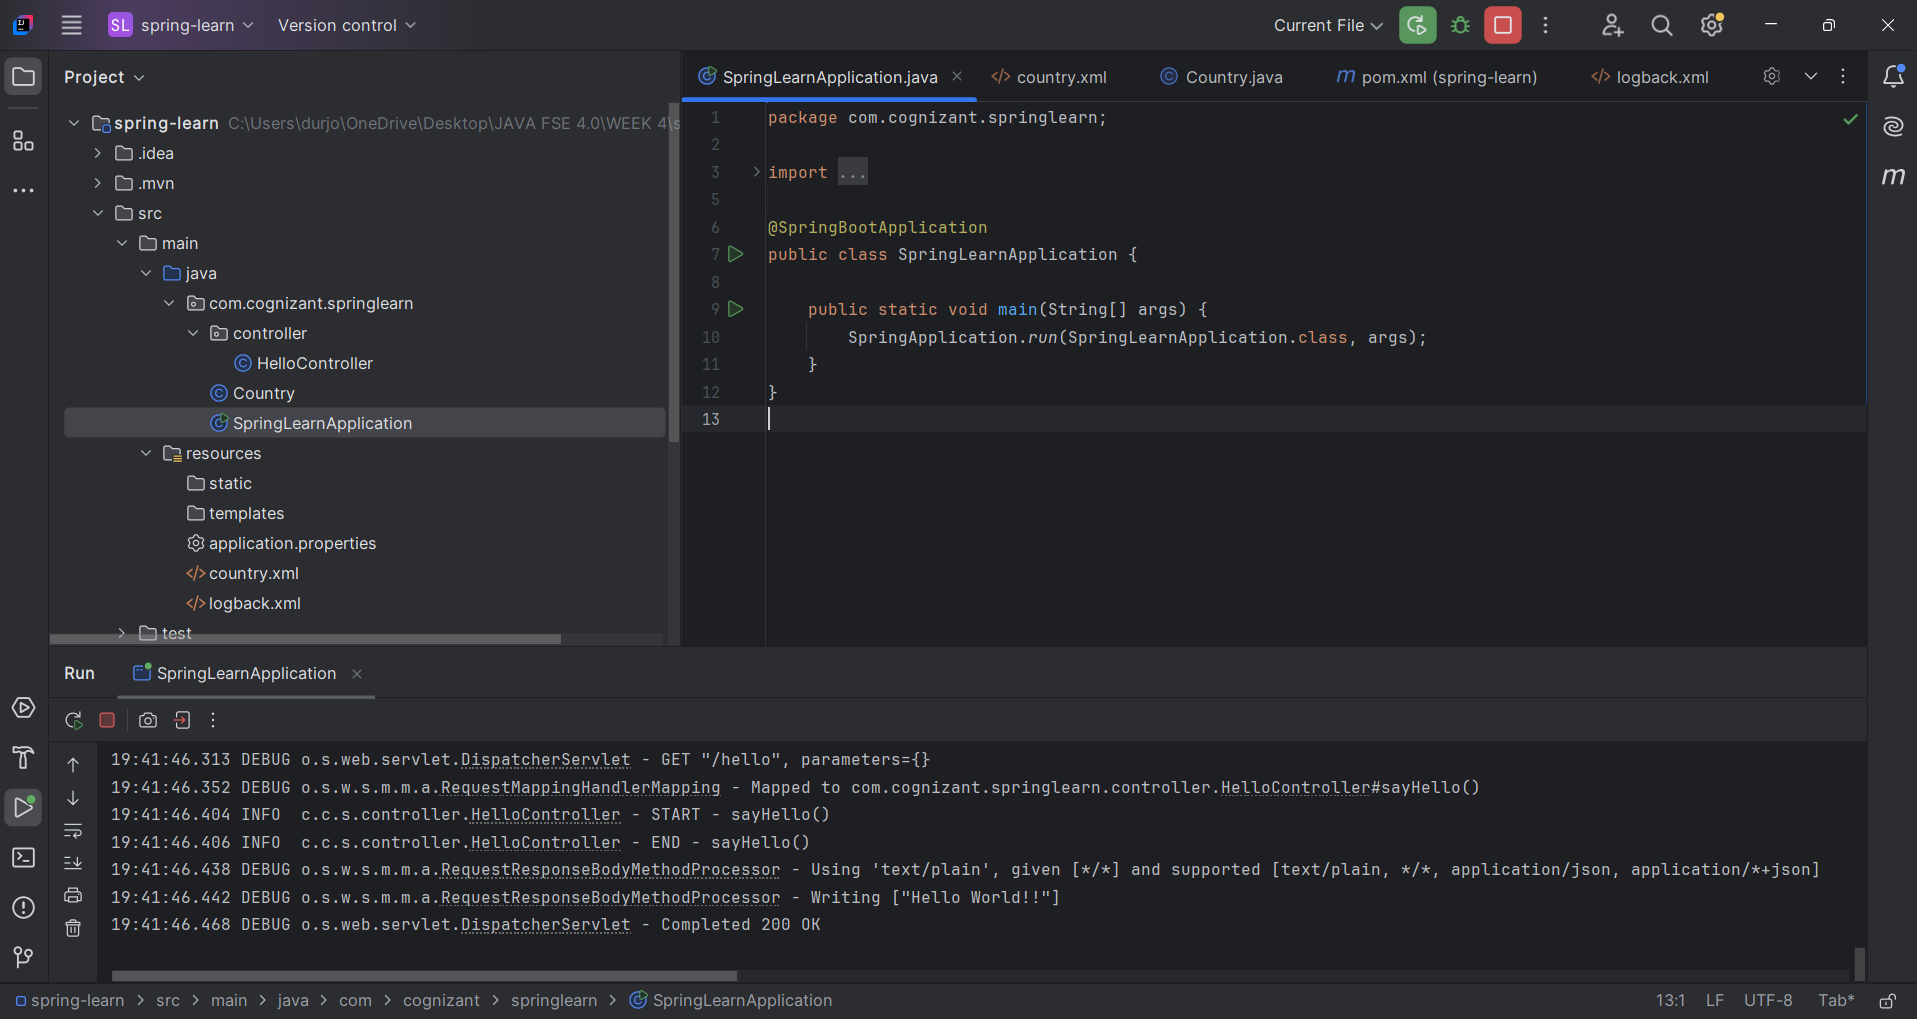 SL spring-learn Version control Current File
Project
SpringLearnApplication.java country.xml Country.java m pom.xml (spring-learn) logback.xml
spring-learn C:\Users\durjo\OneDrive\Desktop\JAVA FSE 4.0\WEEK 4\s
.idea
.mvn
src
main
java
com.cognizant.springlearn
controller
HelloController
Country
SpringLearnApplication
resources
static
templates
application.properties
country.xml
logback.xml
test
1 package com.cognizant.springlearn;
2
3 import ...
5
6 @SpringBootApplication
7 public class SpringLearnApplication {
8
9 public static void main(String[] args) {
10 SpringApplication.run(SpringLearnApplication.class, args);
11 }
12 }
13
m
Run SpringLearnApplication
19:41:46.313 DEBUG o.s.web.servlet.DispatcherServlet - GET "/hello", parameters={}
19:41:46.352 DEBUG o.s.w.s.m.m.a.RequestMappingHandlerMapping - Mapped to com.cognizant.springlearn.controller.HelloController#sayHello()
19:41:46.404 INFO c.c.s.controller.HelloController - START - sayHello()
19:41:46.406 INFO c.c.s.controller.HelloController - END - sayHello()
19:41:46.438 DEBUG o.s.w.s.m.m.a.RequestResponseBodyMethodProcessor - Using 'text/plain', given [*/*] and supported [text/plain, */*, application/json, application/*+json]
19:41:46.442 DEBUG o.s.w.s.m.m.a.RequestResponseBodyMethodProcessor - Writing ["Hello World!!"]
19:41:46.468 DEBUG o.s.web.servlet.DispatcherServlet - Completed 200 OK
spring-learn > src > main > java > com > cognizant > springlearn > SpringLearnApplication 13:1 LF UTF-8 Tab*